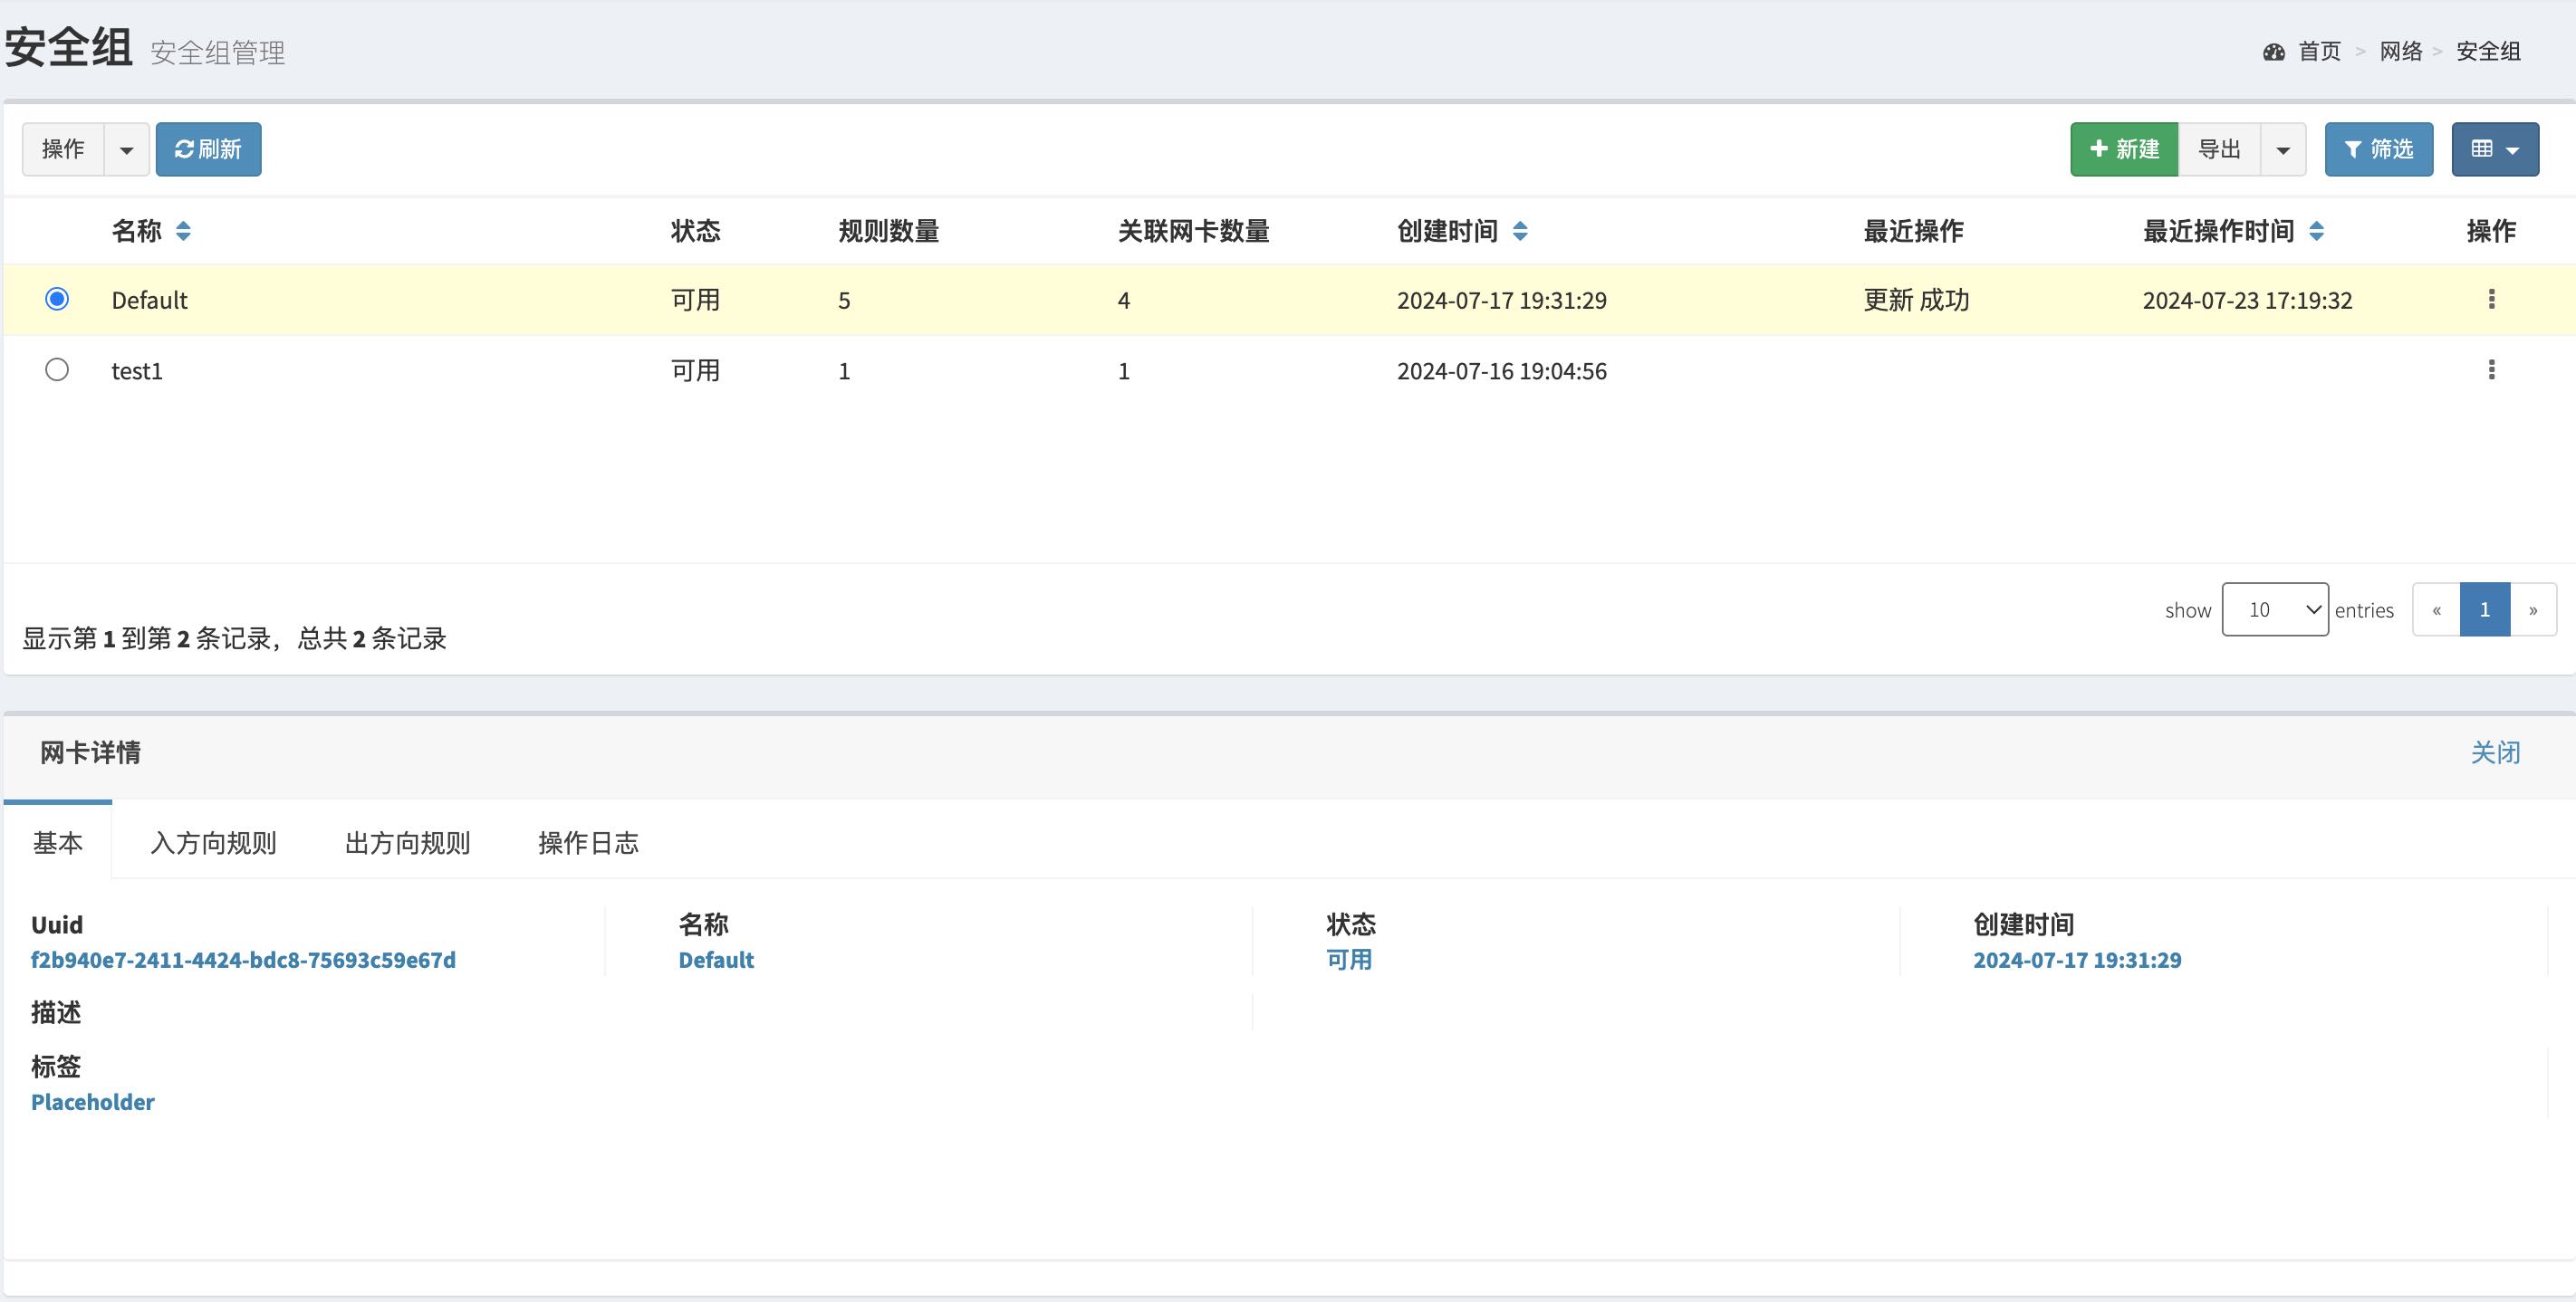 安全组 安全组管理
首页 > 网络 > 安全组
操作 刷新 新建 导出 筛选
名称 状态 规则数量 关联网卡数量 创建时间 最近操作 最近操作时间 操作
Default 可用 5 4 2024-07-17 19:31:29 更新 成功 2024-07-23 17:19:32
test1 可用 1 1 2024-07-16 19:04:56
show 10 entries « 1 »
显示第 1 到第 2 条记录，总共 2 条记录
网卡详情 关闭
基本 入方向规则 出方向规则 操作日志
Uuid 名称 状态 创建时间
f2b940e7-2411-4424-bdc8-75693c59e67d Default 可用 2024-07-17 19:31:29
描述
标签
Placeholder